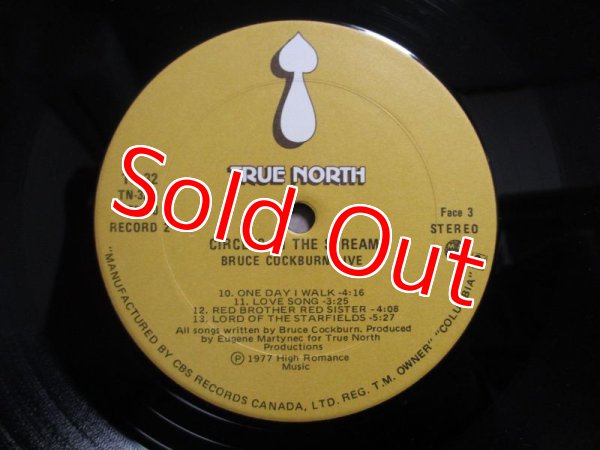 TRUE NORTH
RECORD 2
Face 3
STEREO
THE
BRUCE COCKBURN
10. ONE DAY I WALK -4:16
11. LOVE SONG -3:25
12. RED BROTHER RED SISTER -4:08
13. LORD OF THE STARFIELDS -5:27
All songs written by Bruce Cockburn. Produced
by Eugene Martynec for True North
Productions
Ⓟ 1977 High Romance
Music
"MANUFACTURED BY CBS RECORDS CANADA, LTD. REG. T.M. OWNER" "COLUMBIA"
Sold Out